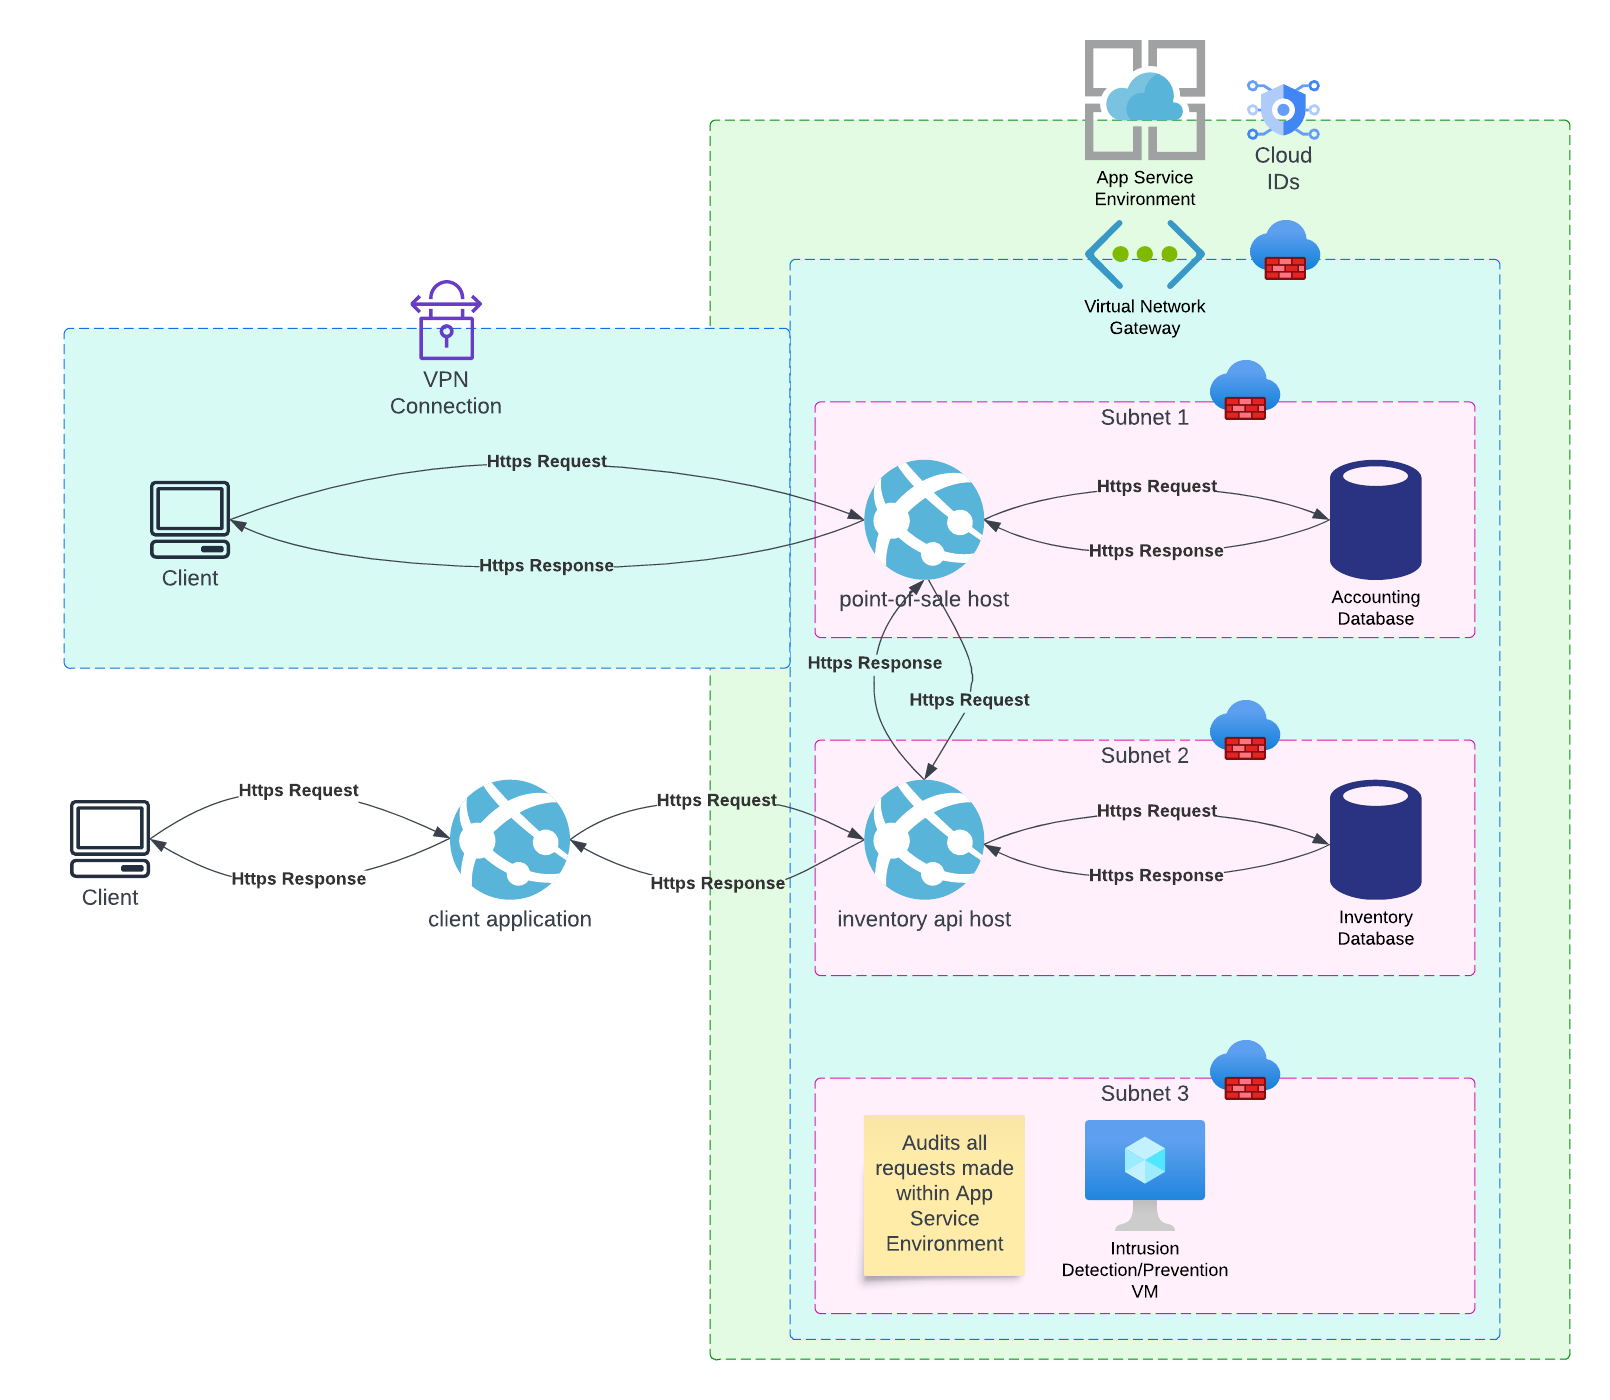 App Service
Environment
Cloud
IDs
Virtual Network
Gateway
VPN
Connection
Subnet 1
Https Request
Https Request
Https Response
Https Response
Client
point-of-sale host
Accounting
Database
Https Response
Https Request
Subnet 2
Https Request
Https Request
Https Request
Https Response
Https Response
Https Response
Client
client application
inventory api host
Inventory
Database
Subnet 3
Audits all
requests made
within App
Service
Environment
Intrusion
Detection/Prevention
VM